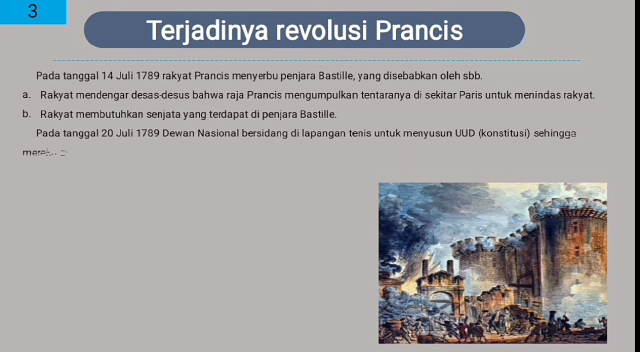 3
Terjadinya revolusi Prancis
Pada tanggal 14 Juli 1789 rakyat Prancis menyerbu penjara Bastille, yang disebabkan oleh sbb.
a. Rakyat mendengar desas-desus bahwa raja Prancis mengumpulkan tentaranya di sekitar Paris untuk menindas rakyat.
b. Rakyat membutuhkan senjata yang terdapat di penjara Bastille.
Pada tanggal 20 Juli 1789 Dewan Nasional bersidang di lapangan tenis untuk menyusun UUD (konstitusi) sehingga